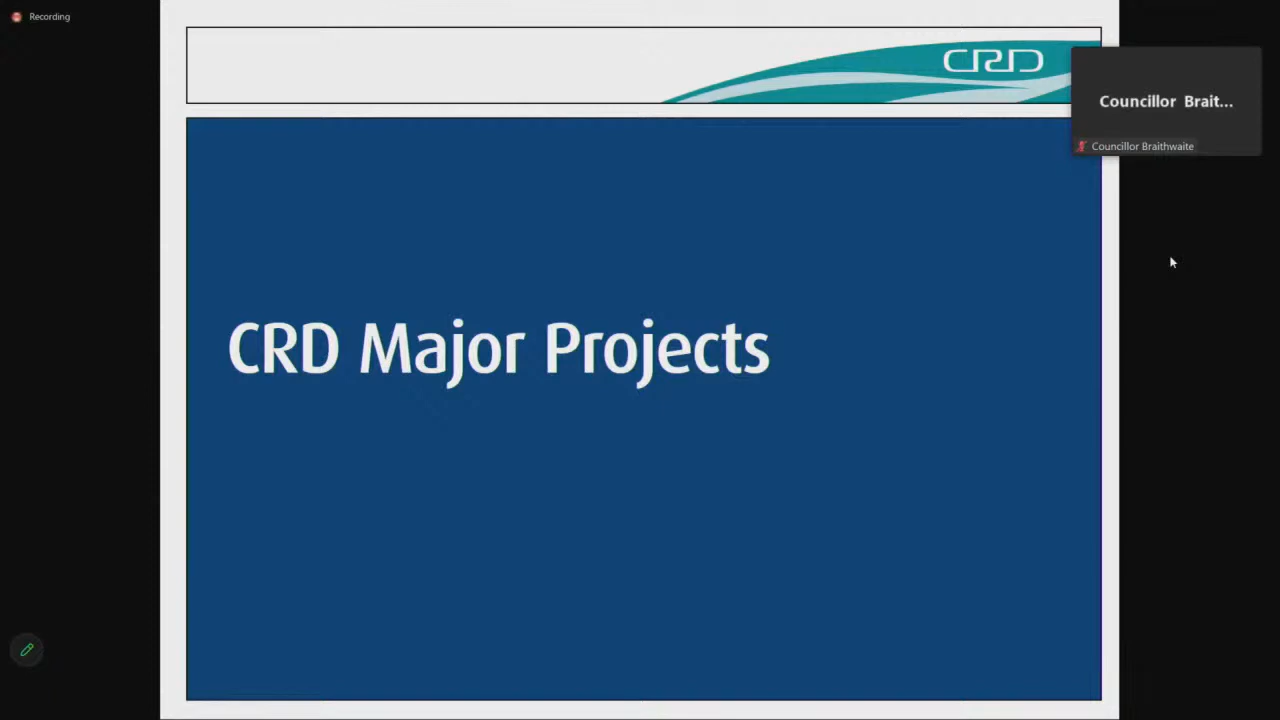 Recording
CRD
Councillor Brait...
Councillor Braithwaite
CRD Major Projects